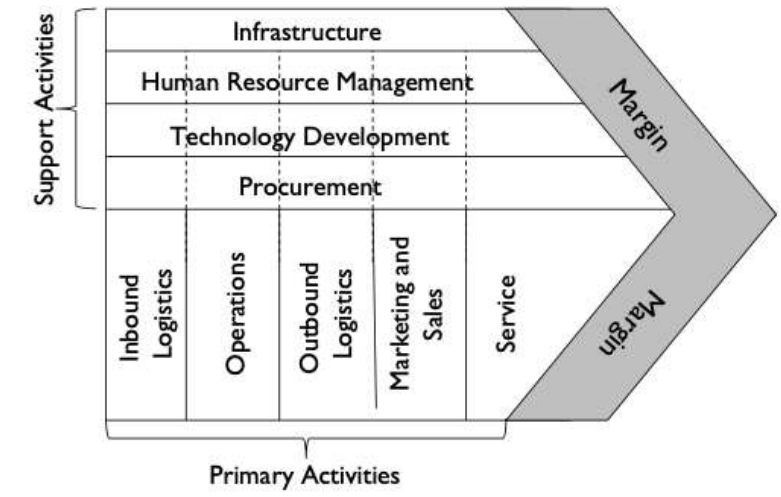 Support Activities
Infrastructure
Human Resource Management
Technology Development
Procurement
Inbound
Logistics
Operations
Outbound
Logistics
Marketing and
Sales
Service
Margin
Margin
Primary Activities